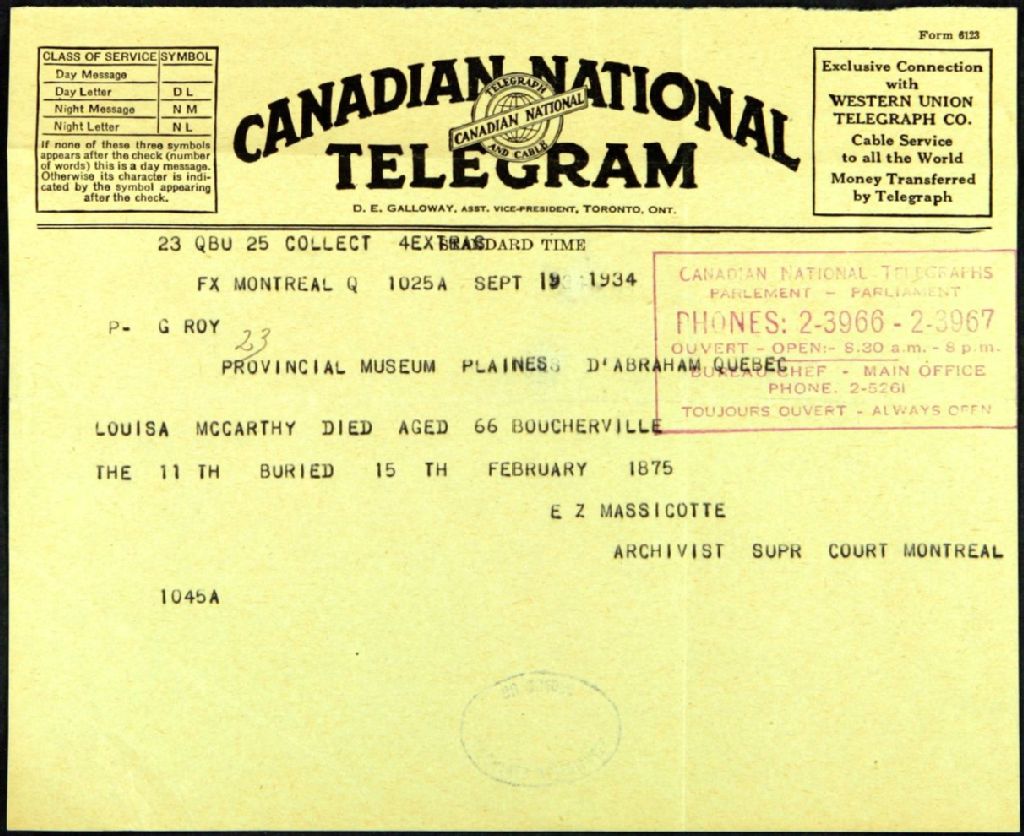 Form 6123
CLASS OF SERVICE SYMBOL
Day Message
Day Letter D L
Night Message N M
Night Letter N L
If none of these three symbols
appears after the check (number
of words) this is a day message.
Otherwise its character is indi-
cated by the symbol appearing
after the check.
CANADIAN NATIONAL
TELEGRAPH
CANADIAN NATIONAL
AND CABLE
TELEGRAM
D. E. GALLOWAY, ASST. VICE-PRESIDENT, TORONTO, ONT.
Exclusive Connection
with
WESTERN UNION
TELEGRAPH CO.
Cable Service
to all the World
Money Transferred
by Telegraph
23 QBU 25 COLLECT 4EXTRAS STANDARD TIME
FX MONTREAL Q 1025A SEPT 19 1934
P- G ROY
23
PROVINCIAL MUSEUM PLAINES D'ABRAHAM QUEBEC
CANADIAN NATIONAL TELEGRAPHS
PARLEMENT - PARLIAMENT
PHONES: 2-3966 - 2-3967
OUVERT - OPEN:- 8.30 a.m. - 8 p.m.
BUREAU CHEF - MAIN OFFICE
PHONE. 2-5261
TOUJOURS OUVERT - ALWAYS OPEN
LOUISA MCCARTHY DIED AGED 66 BOUCHERVILLE
THE 11 TH BURIED 15 TH FEBRUARY 1875
E Z MASSICOTTE
ARCHIVIST SUPR COURT MONTREAL
1045A